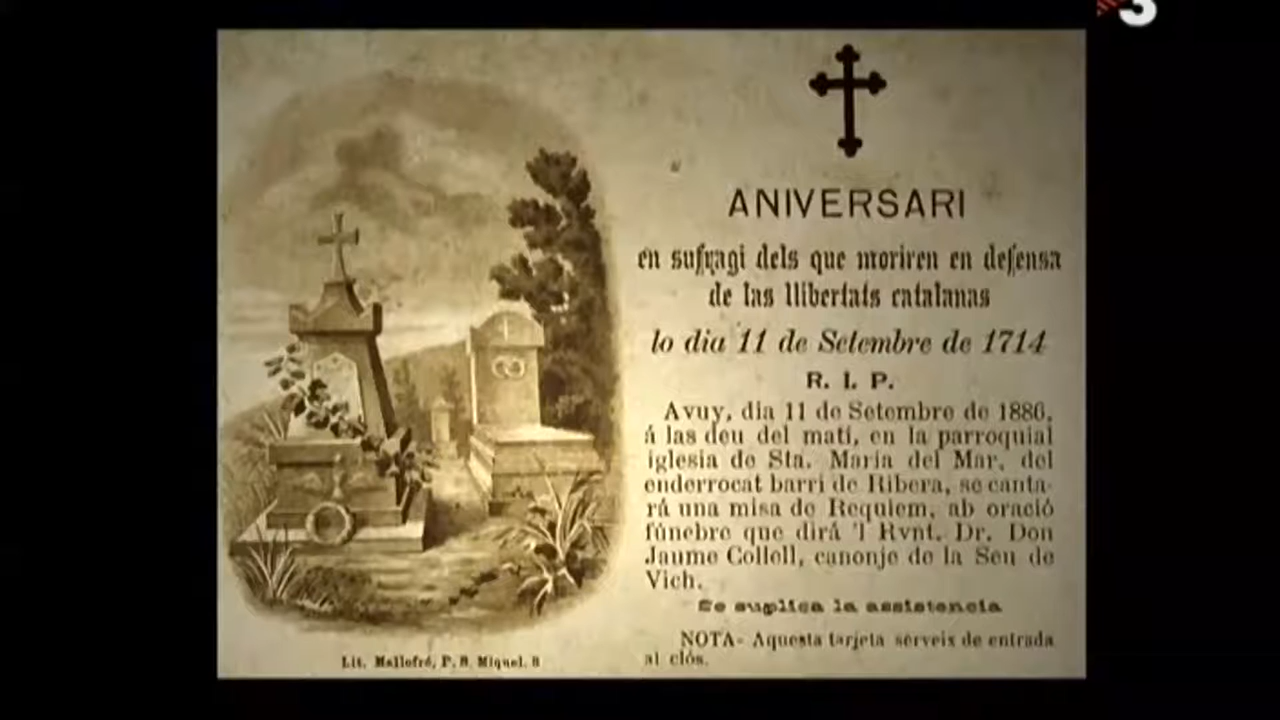 3
ANIVERSARI
en sufragi dels que moriren en defensa
de las llibertats catalanas
lo dia 11 de Setembre de 1714
R. I. P.
Avuy, dia 11 de Setembre de 1886,
á las deu del matí, en la parroquial
iglesia de Sta. Maria del Mar, del
enderrocat barri de Ribera, se canta-
rá una misa de Requiem, ab oració
fúnebre que dirá 'l Rvnt. Dr. Don
Jaume Collell, canonje de la Seu de
Vich.
Se suplica la assistencia
NOTA- Aquesta tarjeta serveix de entrada
al clós.
Lit. Mallofré, P. S. Miquel. 8